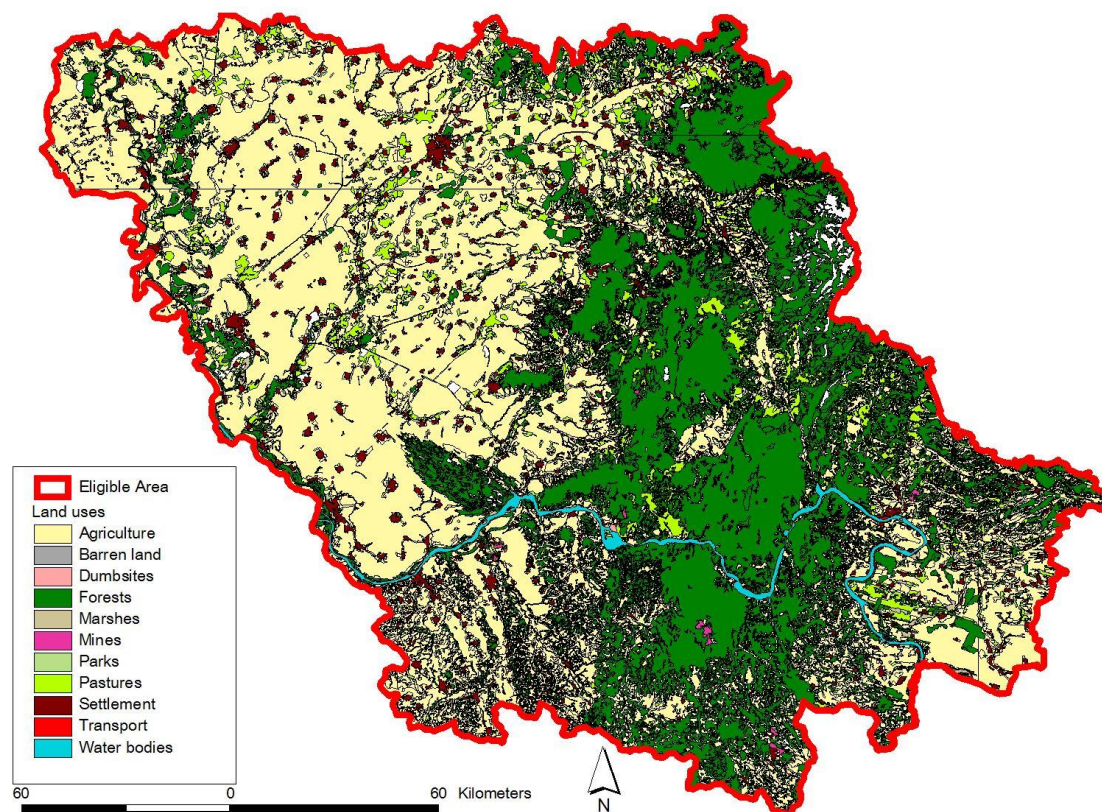 Eligible Area
Land uses
Agriculture
Barren land
Dumbsites
Forests
Marshes
Mines
Parks
Pastures
Settlement
Transport
Water bodies
60 0 60 Kilometers
N